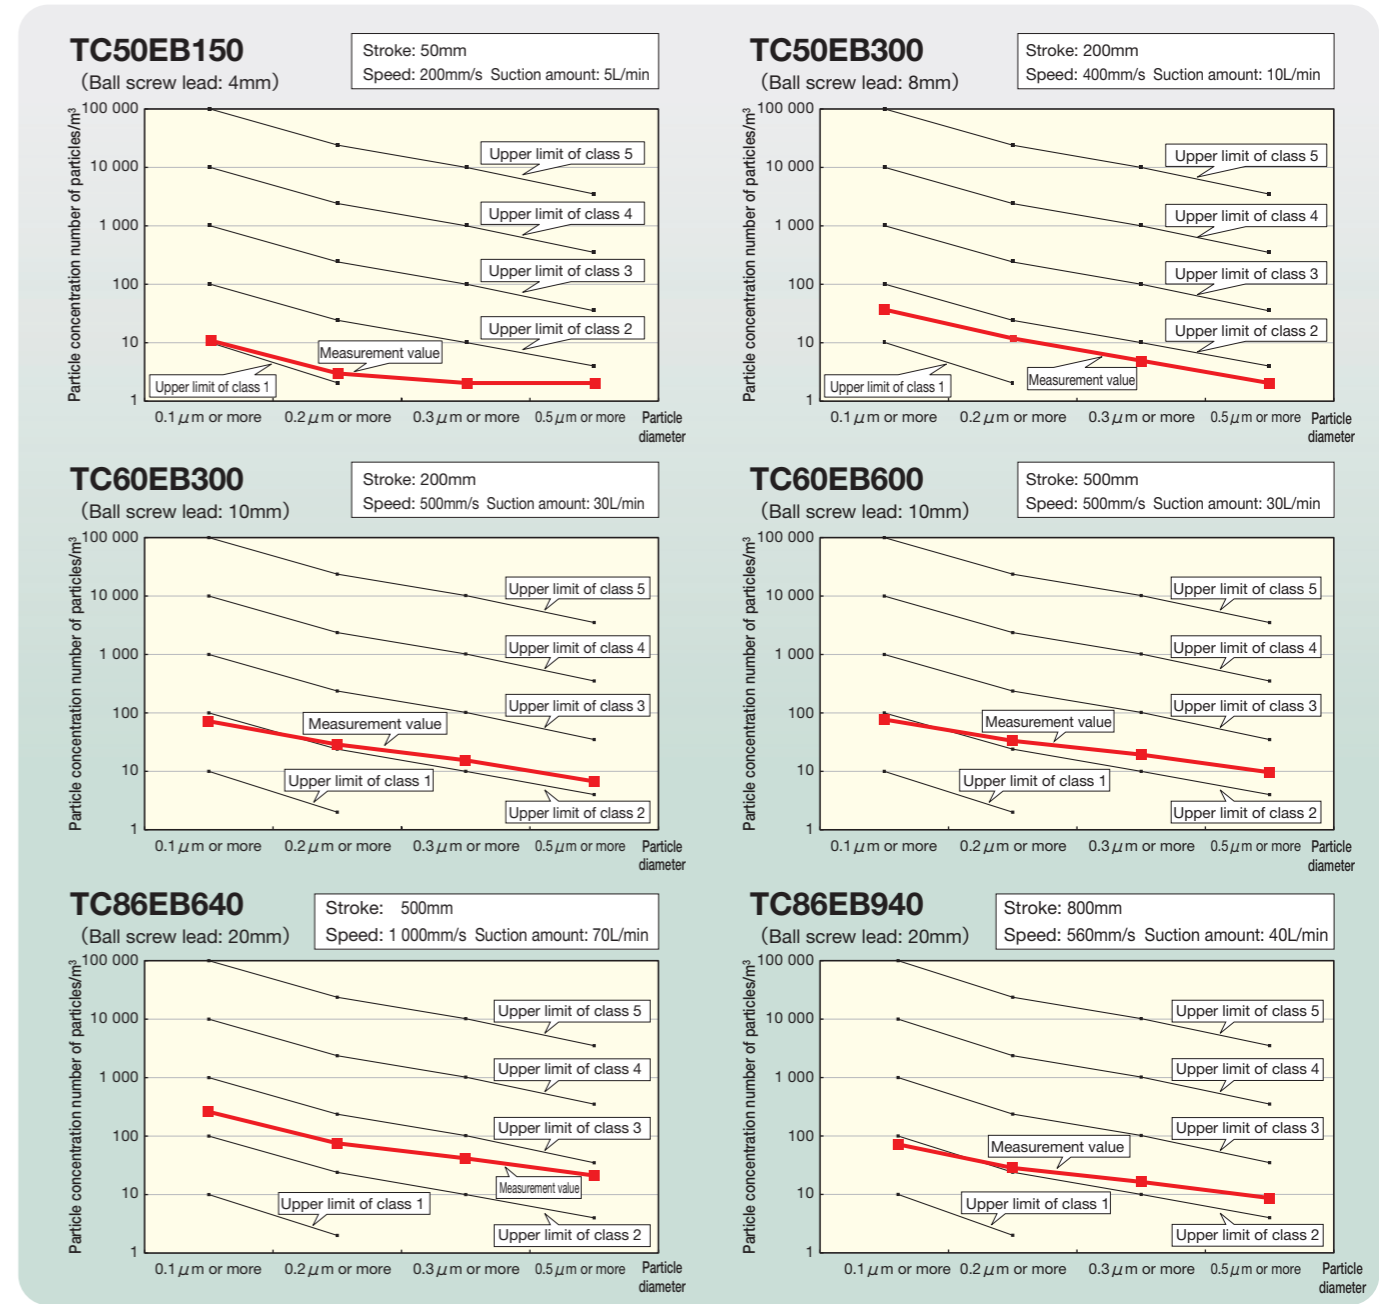 TC50EB150
（Ball screw lead: 4mm）
Stroke: 50mm
Speed: 200mm/s Suction amount: 5L/min
Particle concentration number of particles/m³
100 000
10 000
1 000
100
10
1
Upper limit of class 5
Upper limit of class 4
Upper limit of class 3
Upper limit of class 2
Measurement value
Upper limit of class 1
0.1 μm or more 0.2 μm or more 0.3 μm or more 0.5 μm or more Particle
diameter
TC50EB300
（Ball screw lead: 8mm）
Stroke: 200mm
Speed: 400mm/s Suction amount: 10L/min
Particle concentration number of particles/m³
100 000
10 000
1 000
100
10
1
Upper limit of class 5
Upper limit of class 4
Upper limit of class 3
Upper limit of class 2
Measurement value
Upper limit of class 1
0.1 μm or more 0.2 μm or more 0.3 μm or more 0.5 μm or more Particle
diameter
TC60EB300
（Ball screw lead: 10mm）
Stroke: 200mm
Speed: 500mm/s Suction amount: 30L/min
Particle concentration number of particles/m³
100 000
10 000
1 000
100
10
1
Upper limit of class 5
Upper limit of class 4
Upper limit of class 3
Measurement value
Upper limit of class 1
Upper limit of class 2
0.1 μm or more 0.2 μm or more 0.3 μm or more 0.5 μm or more Particle
diameter
TC60EB600
（Ball screw lead: 10mm）
Stroke: 500mm
Speed: 500mm/s Suction amount: 30L/min
Particle concentration number of particles/m³
100 000
10 000
1 000
100
10
1
Upper limit of class 5
Upper limit of class 4
Upper limit of class 3
Measurement value
Upper limit of class 1
Upper limit of class 2
0.1 μm or more 0.2 μm or more 0.3 μm or more 0.5 μm or more Particle
diameter
TC86EB640
（Ball screw lead: 20mm）
Stroke: 500mm
Speed: 1 000mm/s Suction amount: 70L/min
Particle concentration number of particles/m³
100 000
10 000
1 000
100
10
1
Upper limit of class 5
Upper limit of class 4
Upper limit of class 3
Measurement value
Upper limit of class 1
Upper limit of class 2
0.1 μm or more 0.2 μm or more 0.3 μm or more 0.5 μm or more Particle
diameter
TC86EB940
（Ball screw lead: 20mm）
Stroke: 800mm
Speed: 560mm/s Suction amount: 40L/min
Particle concentration number of particles/m³
100 000
10 000
1 000
100
10
1
Upper limit of class 5
Upper limit of class 4
Upper limit of class 3
Measurement value
Upper limit of class 1
Upper limit of class 2
0.1 μm or more 0.2 μm or more 0.3 μm or more 0.5 μm or more Particle
diameter